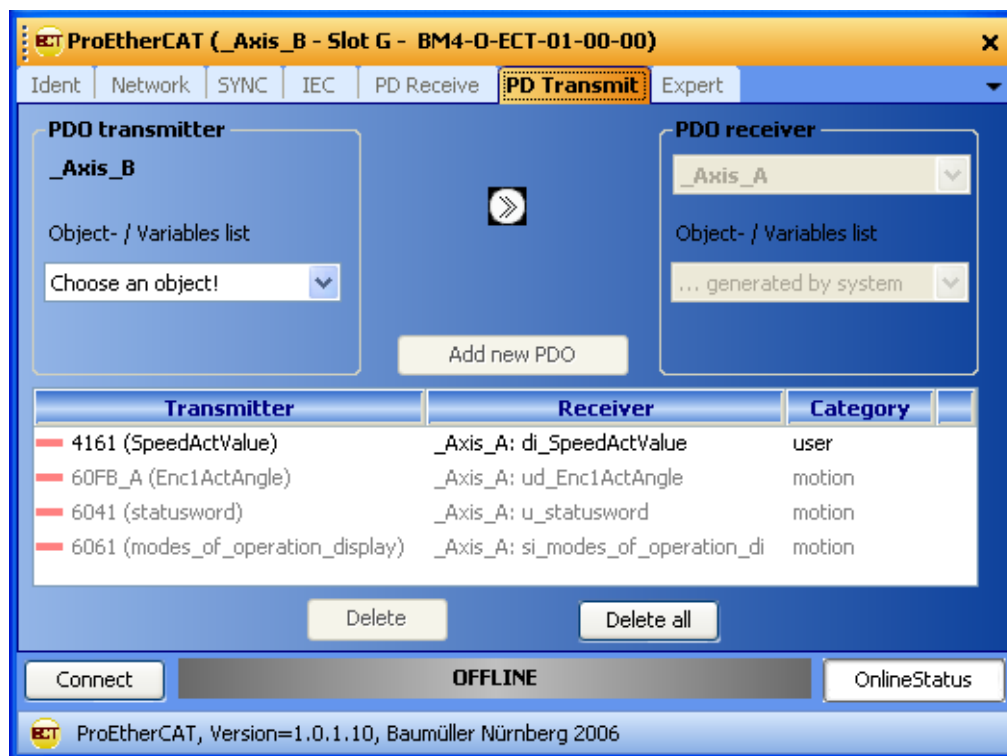 ECT ProEtherCAT (_Axis_B - Slot G - BM4-O-ECT-01-00-00)
Ident Network SYNC IEC PD Receive PD Transmit Expert
PDO transmitter
_Axis_B
Object- / Variables list
Choose an object!
PDO receiver
_Axis_A
Object- / Variables list
... generated by system
Add new PDO
Transmitter Receiver Category
4161 (SpeedActValue) _Axis_A: di_SpeedActValue user
60FB_A (Enc1ActAngle) _Axis_A: ud_Enc1ActAngle motion
6041 (statusword) _Axis_A: u_statusword motion
6061 (modes_of_operation_display) _Axis_A: si_modes_of_operation_di motion
Delete Delete all
Connect OFFLINE OnlineStatus
ECT ProEtherCAT, Version=1.0.1.10, Baumüller Nürnberg 2006